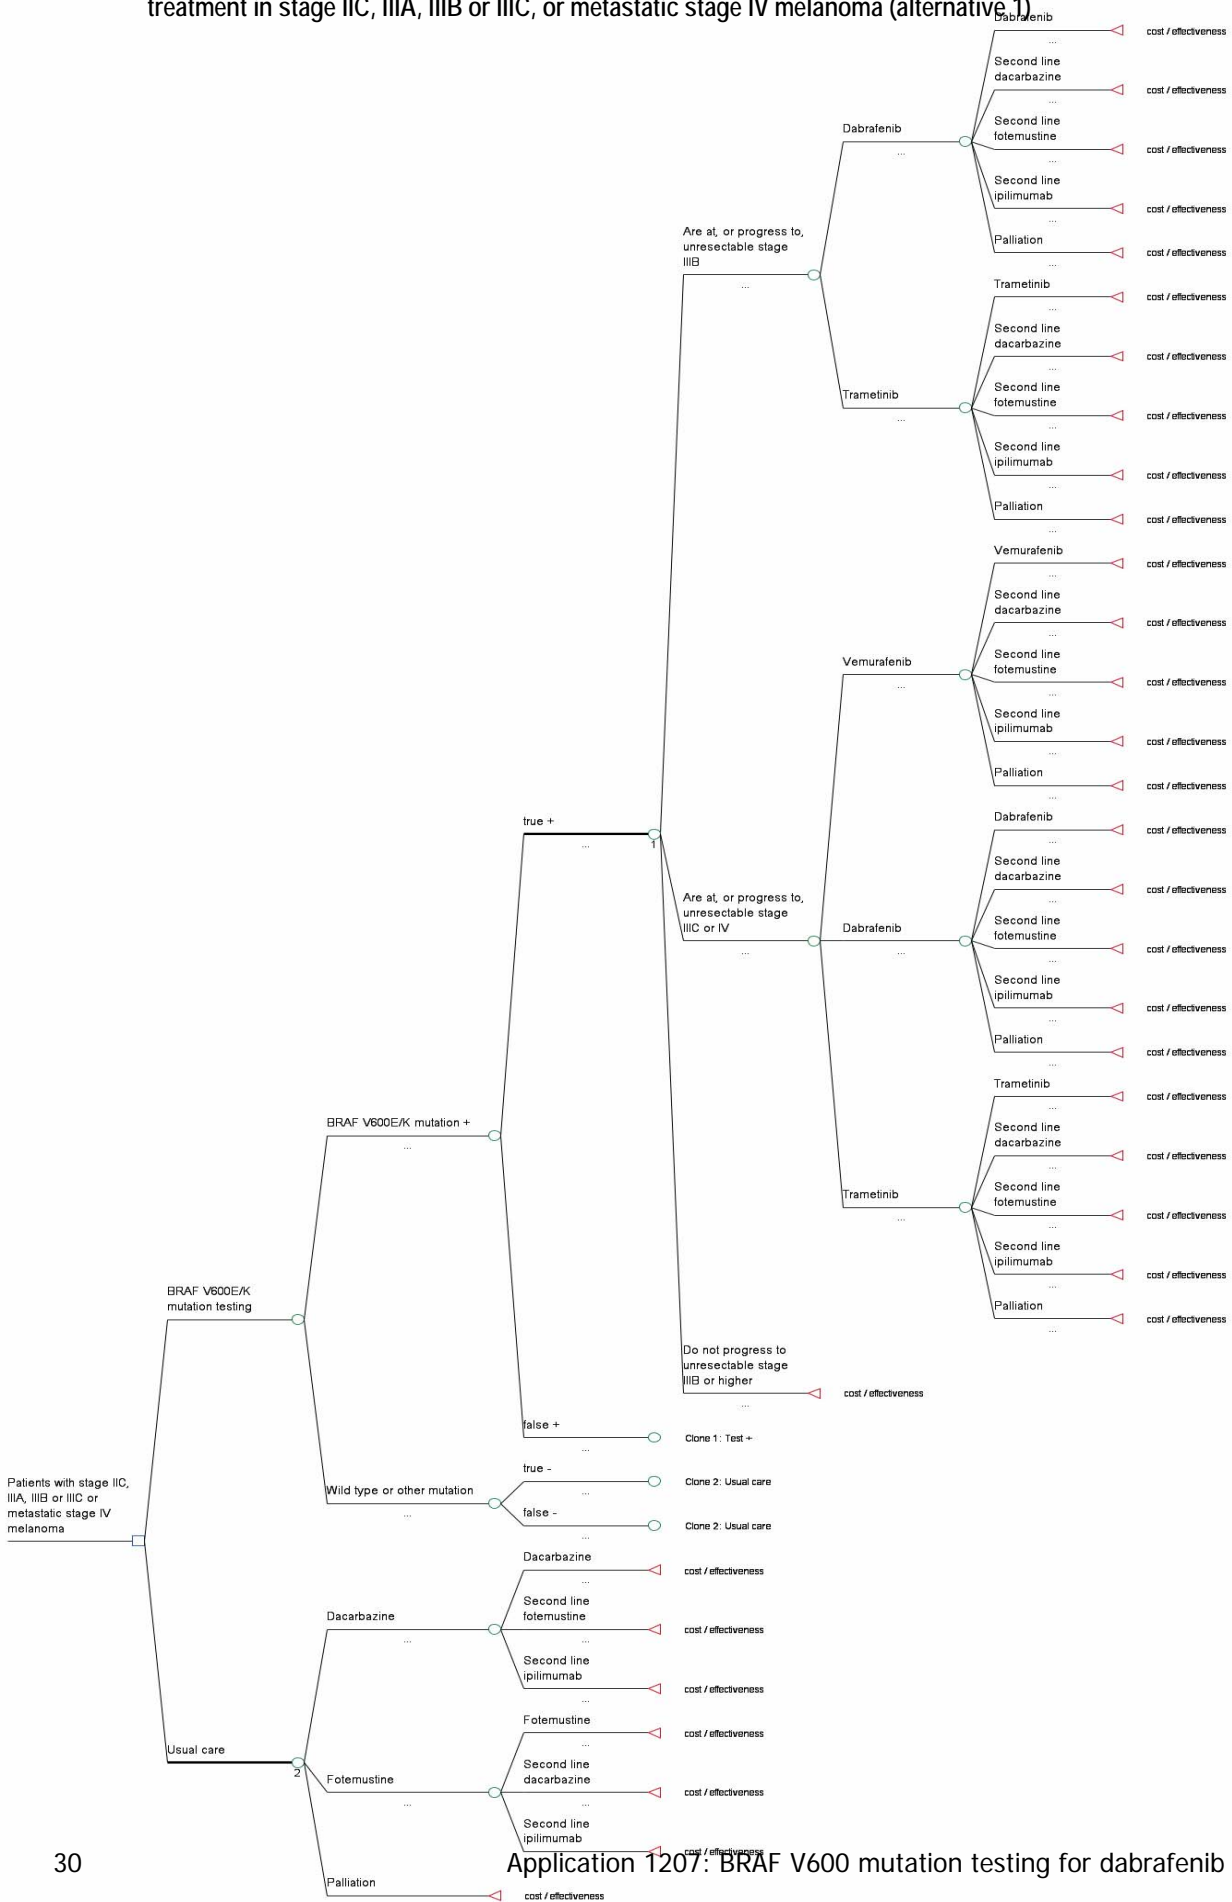 treatment in stage IIC, IIIA, IIIB or IIIC, or metastatic stage IV melanoma (alternative 1)
Dabrafenib
...
cost / effectiveness
Second line
dacarbazine
...
cost / effectiveness
Dabrafenib
...
Second line
fotemustine
...
cost / effectiveness
Second line
ipilimumab
...
cost / effectiveness
Palliation
...
cost / effectiveness
Are at, or progress to,
unresectable stage
IIIB
...
Trametinib
...
cost / effectiveness
Second line
dacarbazine
...
cost / effectiveness
Trametinib
...
Second line
fotemustine
...
cost / effectiveness
Second line
ipilimumab
...
cost / effectiveness
Palliation
...
cost / effectiveness
Vemurafenib
...
cost / effectiveness
Second line
dacarbazine
...
cost / effectiveness
Vemurafenib
...
Second line
fotemustine
...
cost / effectiveness
Second line
ipilimumab
...
cost / effectiveness
Palliation
...
cost / effectiveness
true +
...
1
Dabrafenib
...
cost / effectiveness
Second line
dacarbazine
...
cost / effectiveness
Are at, or progress to,
unresectable stage
IIIC or IV
...
Dabrafenib
...
Second line
fotemustine
...
cost / effectiveness
Second line
ipilimumab
...
cost / effectiveness
Palliation
...
cost / effectiveness
Trametinib
...
cost / effectiveness
BRAF V600E/K mutation +
...
Second line
dacarbazine
...
cost / effectiveness
Trametinib
...
Second line
fotemustine
...
cost / effectiveness
Second line
ipilimumab
...
cost / effectiveness
Palliation
...
cost / effectiveness
BRAF V600E/K
mutation testing
Do not progress to
unresectable stage
IIIB or higher
...
cost / effectiveness
false +
...
Clone 1: Test +
Patients with stage IIC,
IIIA, IIIB or IIIC or
metastatic stage IV
melanoma
Wild type or other mutation
...
true -
...
Clone 2: Usual care
false -
...
Clone 2: Usual care
Dacarbazine
...
cost / effectiveness
Dacarbazine
...
Second line
fotemustine
...
cost / effectiveness
Second line
ipilimumab
...
cost / effectiveness
Usual care
2
Fotemustine
...
cost / effectiveness
Fotemustine
...
Second line
dacarbazine
...
cost / effectiveness
Second line
ipilimumab
cost / effectiveness
Palliation
...
cost / effectiveness
30
Application 1207: BRAF V600 mutation testing for dabrafenib